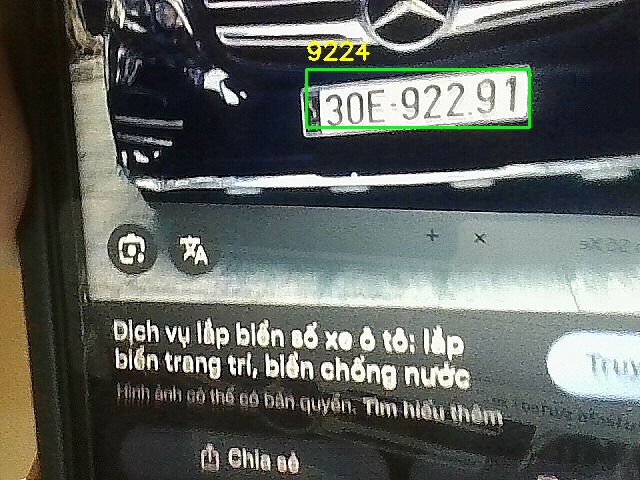 9224
30E-922.91
Dịch vụ lắp biển số xe ô tô: lắp
biển trang trí, biển chống nước
Truy
Hình ảnh có thể có bản quyền. Tìm hiểu thêm
Chia sẻ